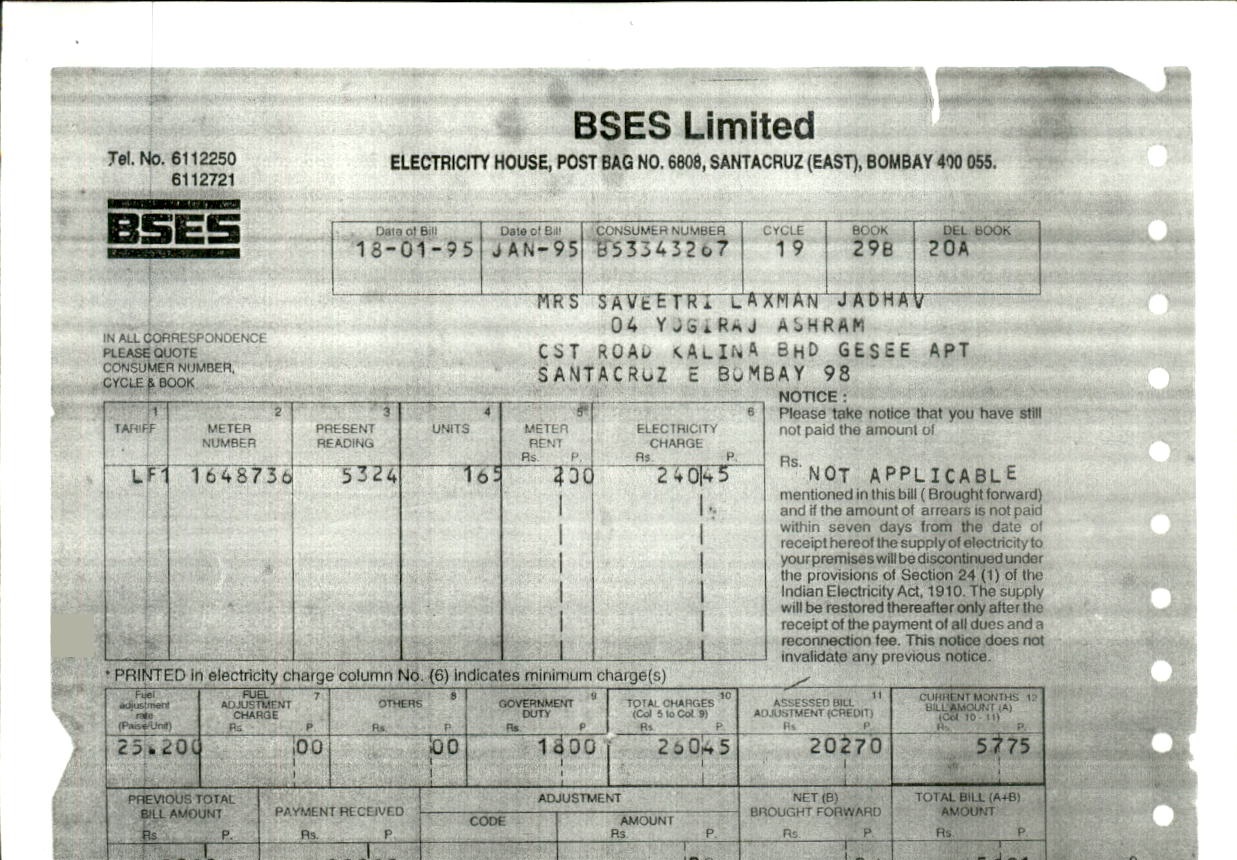 BSES Limited
ELECTRICITY HOUSE, POST BAG NO. 6808, SANTACRUZ (EAST), BOMBAY 400 055.
Tel. No. 6112250
6112721
BSES
Date of Bill Date of Bill CONSUMER NUMBER CYCLE BOOK DEL. BOOK
18-01-95 JAN-95 853343267 19 29B 20A
MRS SAVEETRI LAXMAN JADHAV
04 YOGIRAJ ASHRAM
CST ROAD KALINA BHD GESEE APT
SANTACRUZ E BOMBAY 98
IN ALL CORRESPONDENCE
PLEASE QUOTE
CONSUMER NUMBER,
CYCLE & BOOK
1 2 3 4 5 6
TARIFF METER NUMBER PRESENT READING UNITS METER RENT ELECTRICITY CHARGE
Rs. P. Rs. P.
LF1 1648736 5324 165 200 240 45
NOTICE :
Please take notice that you have still
not paid the amount of
Rs. NOT APPLICABLE
mentioned in this bill ( Brought forward)
and if the amount of arrears is not paid
within seven days from the date of
receipt hereof the supply of electricity to
your premises will be discontinued under
the provisions of Section 24 (1) of the
Indian Electricity Act, 1910. The supply
will be restored thereafter only after the
receipt of the payment of all dues and a
reconnection fee. This notice does not
invalidate any previous notice.
* PRINTED in electricity charge column No. (6) indicates minimum charge(s)
7 8 9 10 11 12
Fuel adjustment rate (Paise/Unit) FUEL ADJUSTMENT CHARGE OTHERS GOVERNMENT DUTY TOTAL CHARGES (Col 5 to Col. 9) ASSESSED BILL ADJUSTMENT (CREDIT) CURRENT MONTHS BILL AMOUNT (A) (Col. 10 - 11)
Rs. P. Rs. P. Rs. P. Rs. P. Rs. P. Rs. P.
25.200 00 00 1800 26045 20270 5775
PREVIOUS TOTAL BILL AMOUNT PAYMENT RECEIVED ADJUSTMENT NET (B) BROUGHT FORWARD TOTAL BILL (A+B) AMOUNT
CODE AMOUNT
Rs. P. Rs. P. Rs. P. Rs. P. Rs. P.